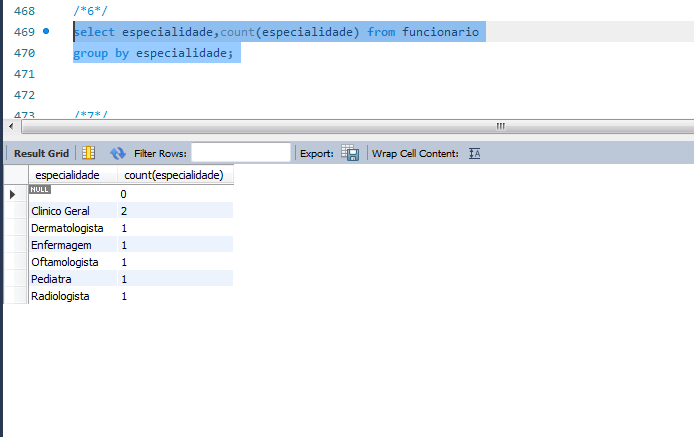 468 /*6*/
469 select especialidade,count(especialidade) from funcionario
470 group by especialidade;
471
472
473 /*7*/
Result Grid Filter Rows: Export: Wrap Cell Content: IA
especialidade count(especialidade)
NULL 0
Clinico Geral 2
Dermatologista 1
Enfermagem 1
Oftamologista 1
Pediatra 1
Radiologista 1